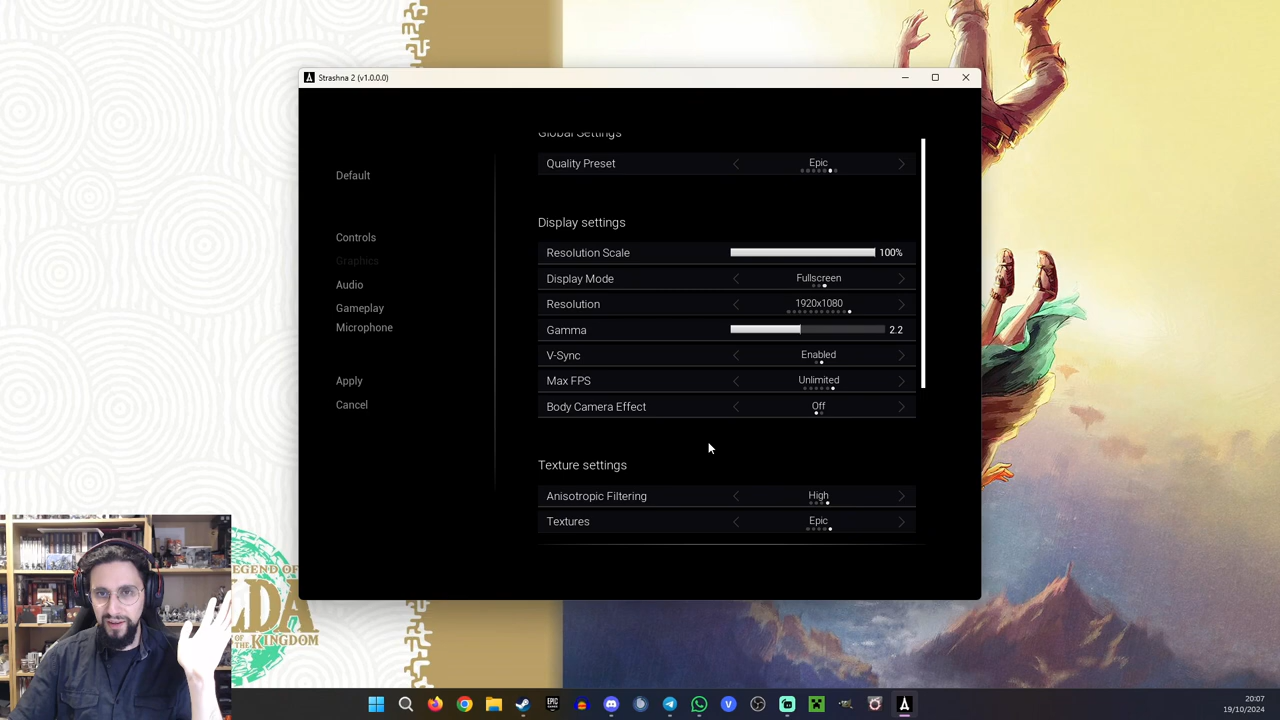 Strashna 2 (v1.0.0.0)
Global Settings
Quality Preset Epic
Default
Display settings
Controls
Resolution Scale 100%
Graphics
Display Mode Fullscreen
Audio
Resolution 1920x1080
Gameplay
Microphone
Gamma 2.2
V-Sync Enabled
Apply
Max FPS Unlimited
Cancel
Body Camera Effect Off
Texture settings
Anisotropic Filtering High
Textures Epic
LEGEND OF
ZELDA
OF THE KINGDOM
EPIC
GAMES
20:07
19/10/2024